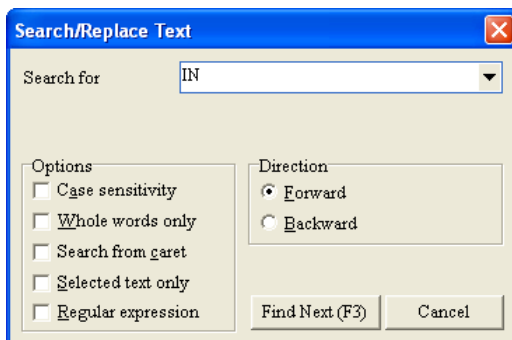 Search/Replace Text
Search for
IN
Options
Case sensitivity
Whole words only
Search from caret
Selected text only
Regular expression
Direction
Forward
Backward
Find Next (F3)
Cancel